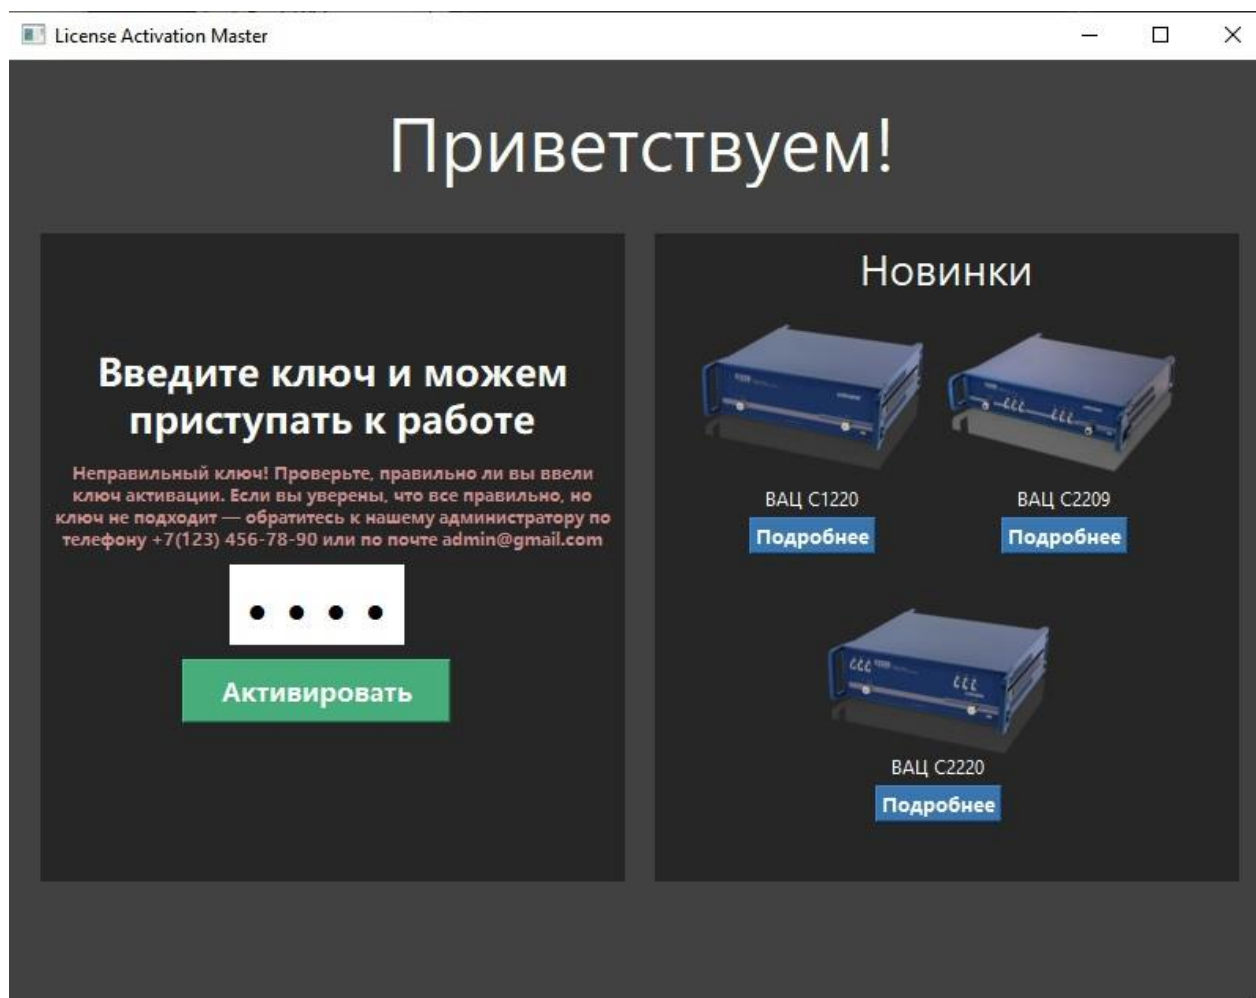 License Activation Master
Приветствуем!
Введите ключ и можем
приступать к работе
Неправильный ключ! Проверьте, правильно ли вы ввели
ключ активации. Если вы уверены, что все правильно, но
ключ не подходит — обратитесь к нашему администратору по
телефону +7(123) 456-78-90 или по почте admin@gmail.com
Активировать
Новинки
ВАЦ С1220
Подробнее
ВАЦ С2209
Подробнее
ВАЦ С2220
Подробнее